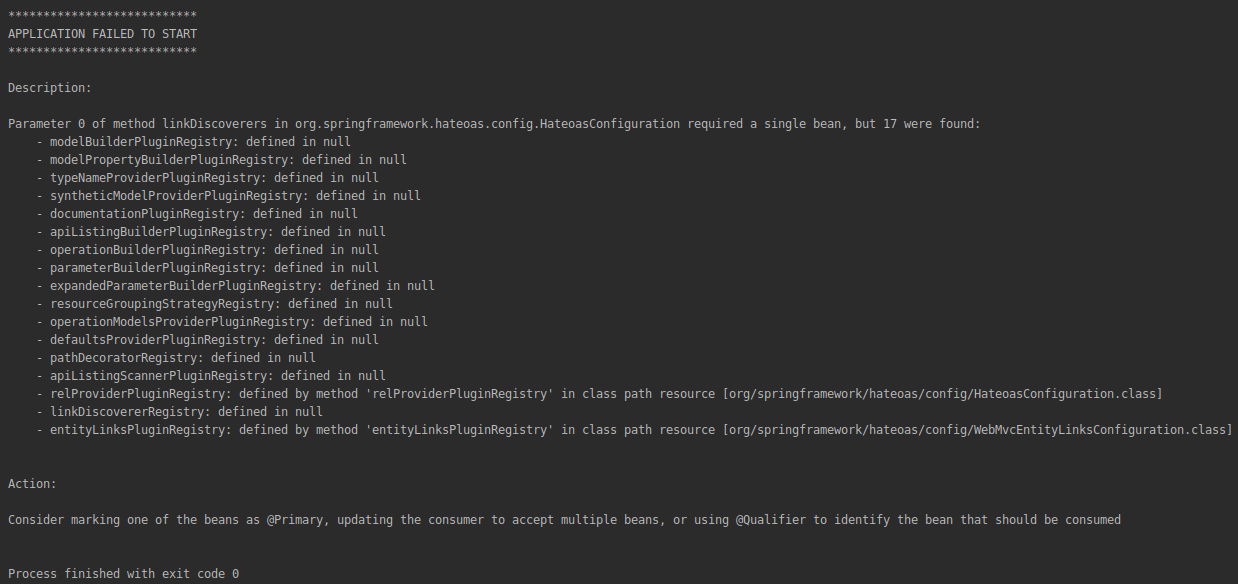 ***************************
APPLICATION FAILED TO START
***************************
Description:
Parameter 0 of method linkDiscoverers in org.springframework.hateoas.config.HateoasConfiguration required a single bean, but 17 were found:
- modelBuilderPluginRegistry: defined in null
- modelPropertyBuilderPluginRegistry: defined in null
- typeNameProviderPluginRegistry: defined in null
- syntheticModelProviderPluginRegistry: defined in null
- documentationPluginRegistry: defined in null
- apiListingBuilderPluginRegistry: defined in null
- operationBuilderPluginRegistry: defined in null
- parameterBuilderPluginRegistry: defined in null
- expandedParameterBuilderPluginRegistry: defined in null
- resourceGroupingStrategyRegistry: defined in null
- operationModelsProviderPluginRegistry: defined in null
- defaultsProviderPluginRegistry: defined in null
- pathDecoratorRegistry: defined in null
- apiListingScannerPluginRegistry: defined in null
- relProviderPluginRegistry: defined by method 'relProviderPluginRegistry' in class path resource [org/springframework/hateoas/config/HateoasConfiguration.class]
- linkDiscovererRegistry: defined in null
- entityLinksPluginRegistry: defined by method 'entityLinksPluginRegistry' in class path resource [org/springframework/hateoas/config/WebMvcEntityLinksConfiguration.class]
Action:
Consider marking one of the beans as @Primary, updating the consumer to accept multiple beans, or using @Qualifier to identify the bean that should be consumed
Process finished with exit code 0